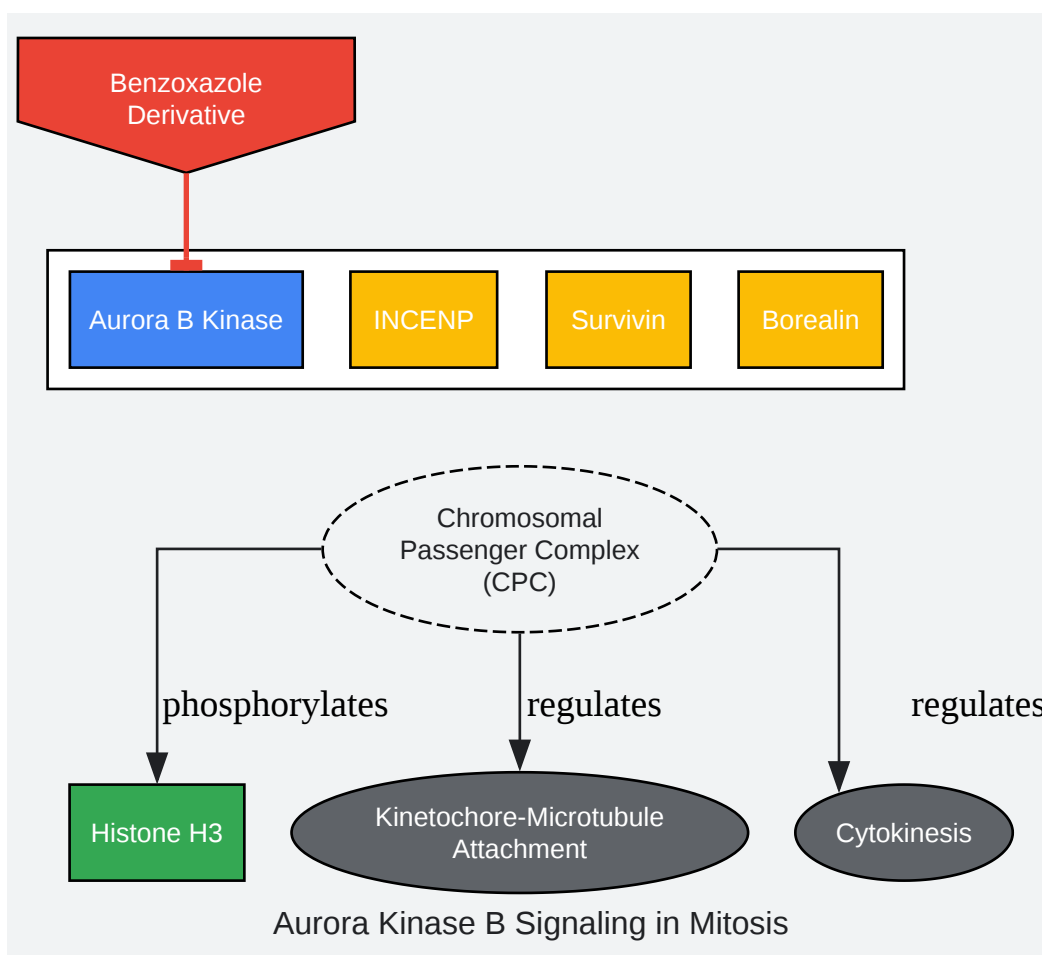 Benzoxazole
Derivative
Aurora B Kinase
INCENP
Survivin
Borealin
Chromosomal
Passenger Complex
(CPC)
phosphorylates
regulates
regulates
Histone H3
Kinetochore-Microtubule
Attachment
Cytokinesis
Aurora Kinase B Signaling in Mitosis